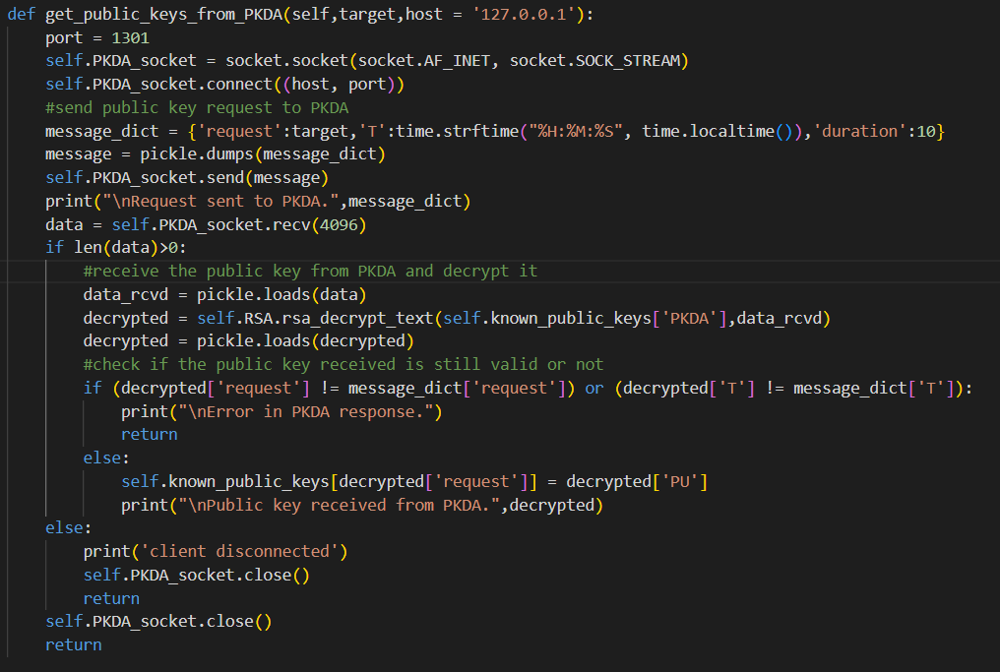 def get_public_keys_from_PKDA(self,target,host = '127.0.0.1'):
    port = 1301
    self.PKDA_socket = socket.socket(socket.AF_INET, socket.SOCK_STREAM)
    self.PKDA_socket.connect((host, port))
    #send public key request to PKDA
    message_dict = {'request':target,'T':time.strftime("%H:%M:%S", time.localtime()),'duration':10}
    message = pickle.dumps(message_dict)
    self.PKDA_socket.send(message)
    print("\nRequest sent to PKDA.",message_dict)
    data = self.PKDA_socket.recv(4096)
    if len(data)>0:
        #receive the public key from PKDA and decrypt it
        data_rcvd = pickle.loads(data)
        decrypted = self.RSA.rsa_decrypt_text(self.known_public_keys['PKDA'],data_rcvd)
        decrypted = pickle.loads(decrypted)
        #check if the public key received is still valid or not
        if (decrypted['request'] != message_dict['request']) or (decrypted['T'] != message_dict['T']):
            print("\nError in PKDA response.")
            return
        else:
            self.known_public_keys[decrypted['request']] = decrypted['PU']
            print("\nPublic key received from PKDA.",decrypted)
    else:
        print('client disconnected')
        self.PKDA_socket.close()
        return
    self.PKDA_socket.close()
    return